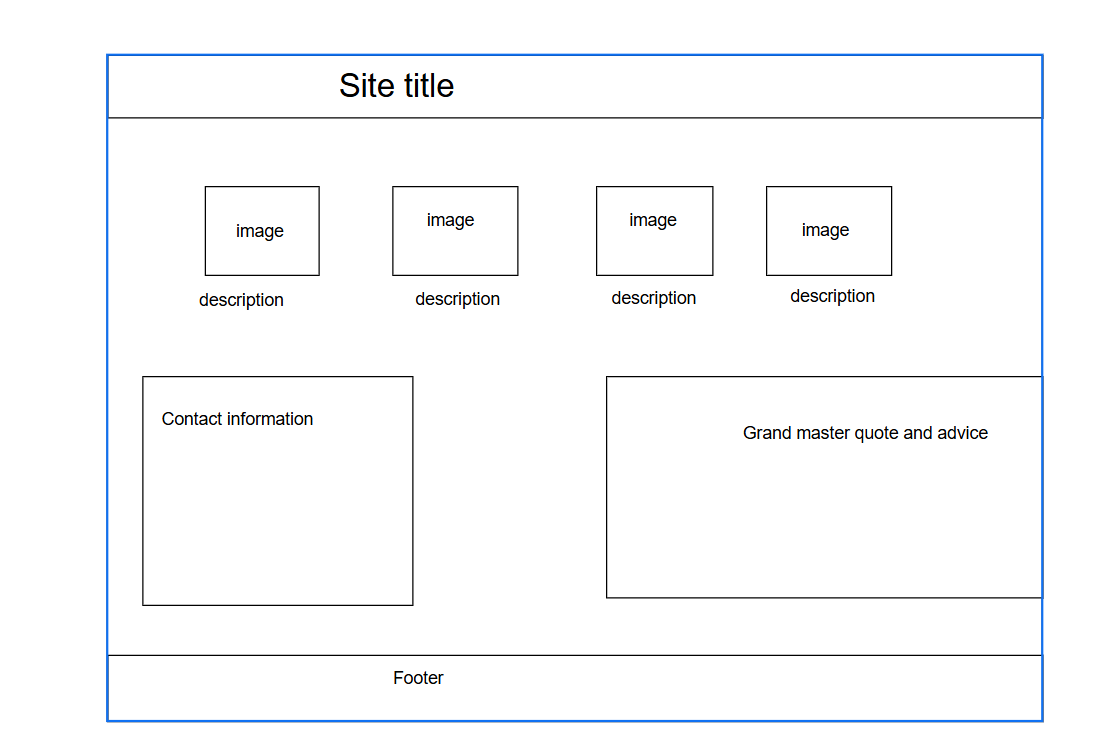 Site title
image
image
image
image
description
description
description
description
Contact information
Grand master quote and advice
Footer